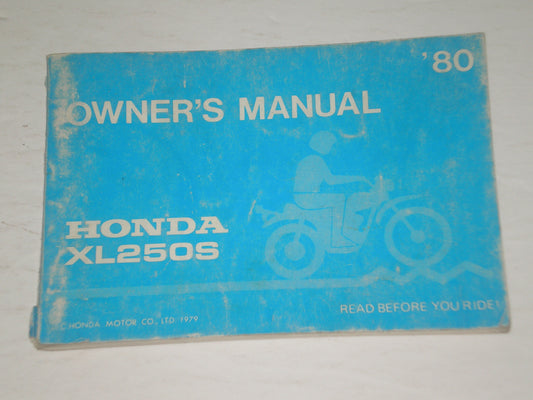 '80
OWNER'S MANUAL
HONDA
XL250S
C HONDA MOTOR CO., LTD. 1979
READ BEFORE YOU RIDE!